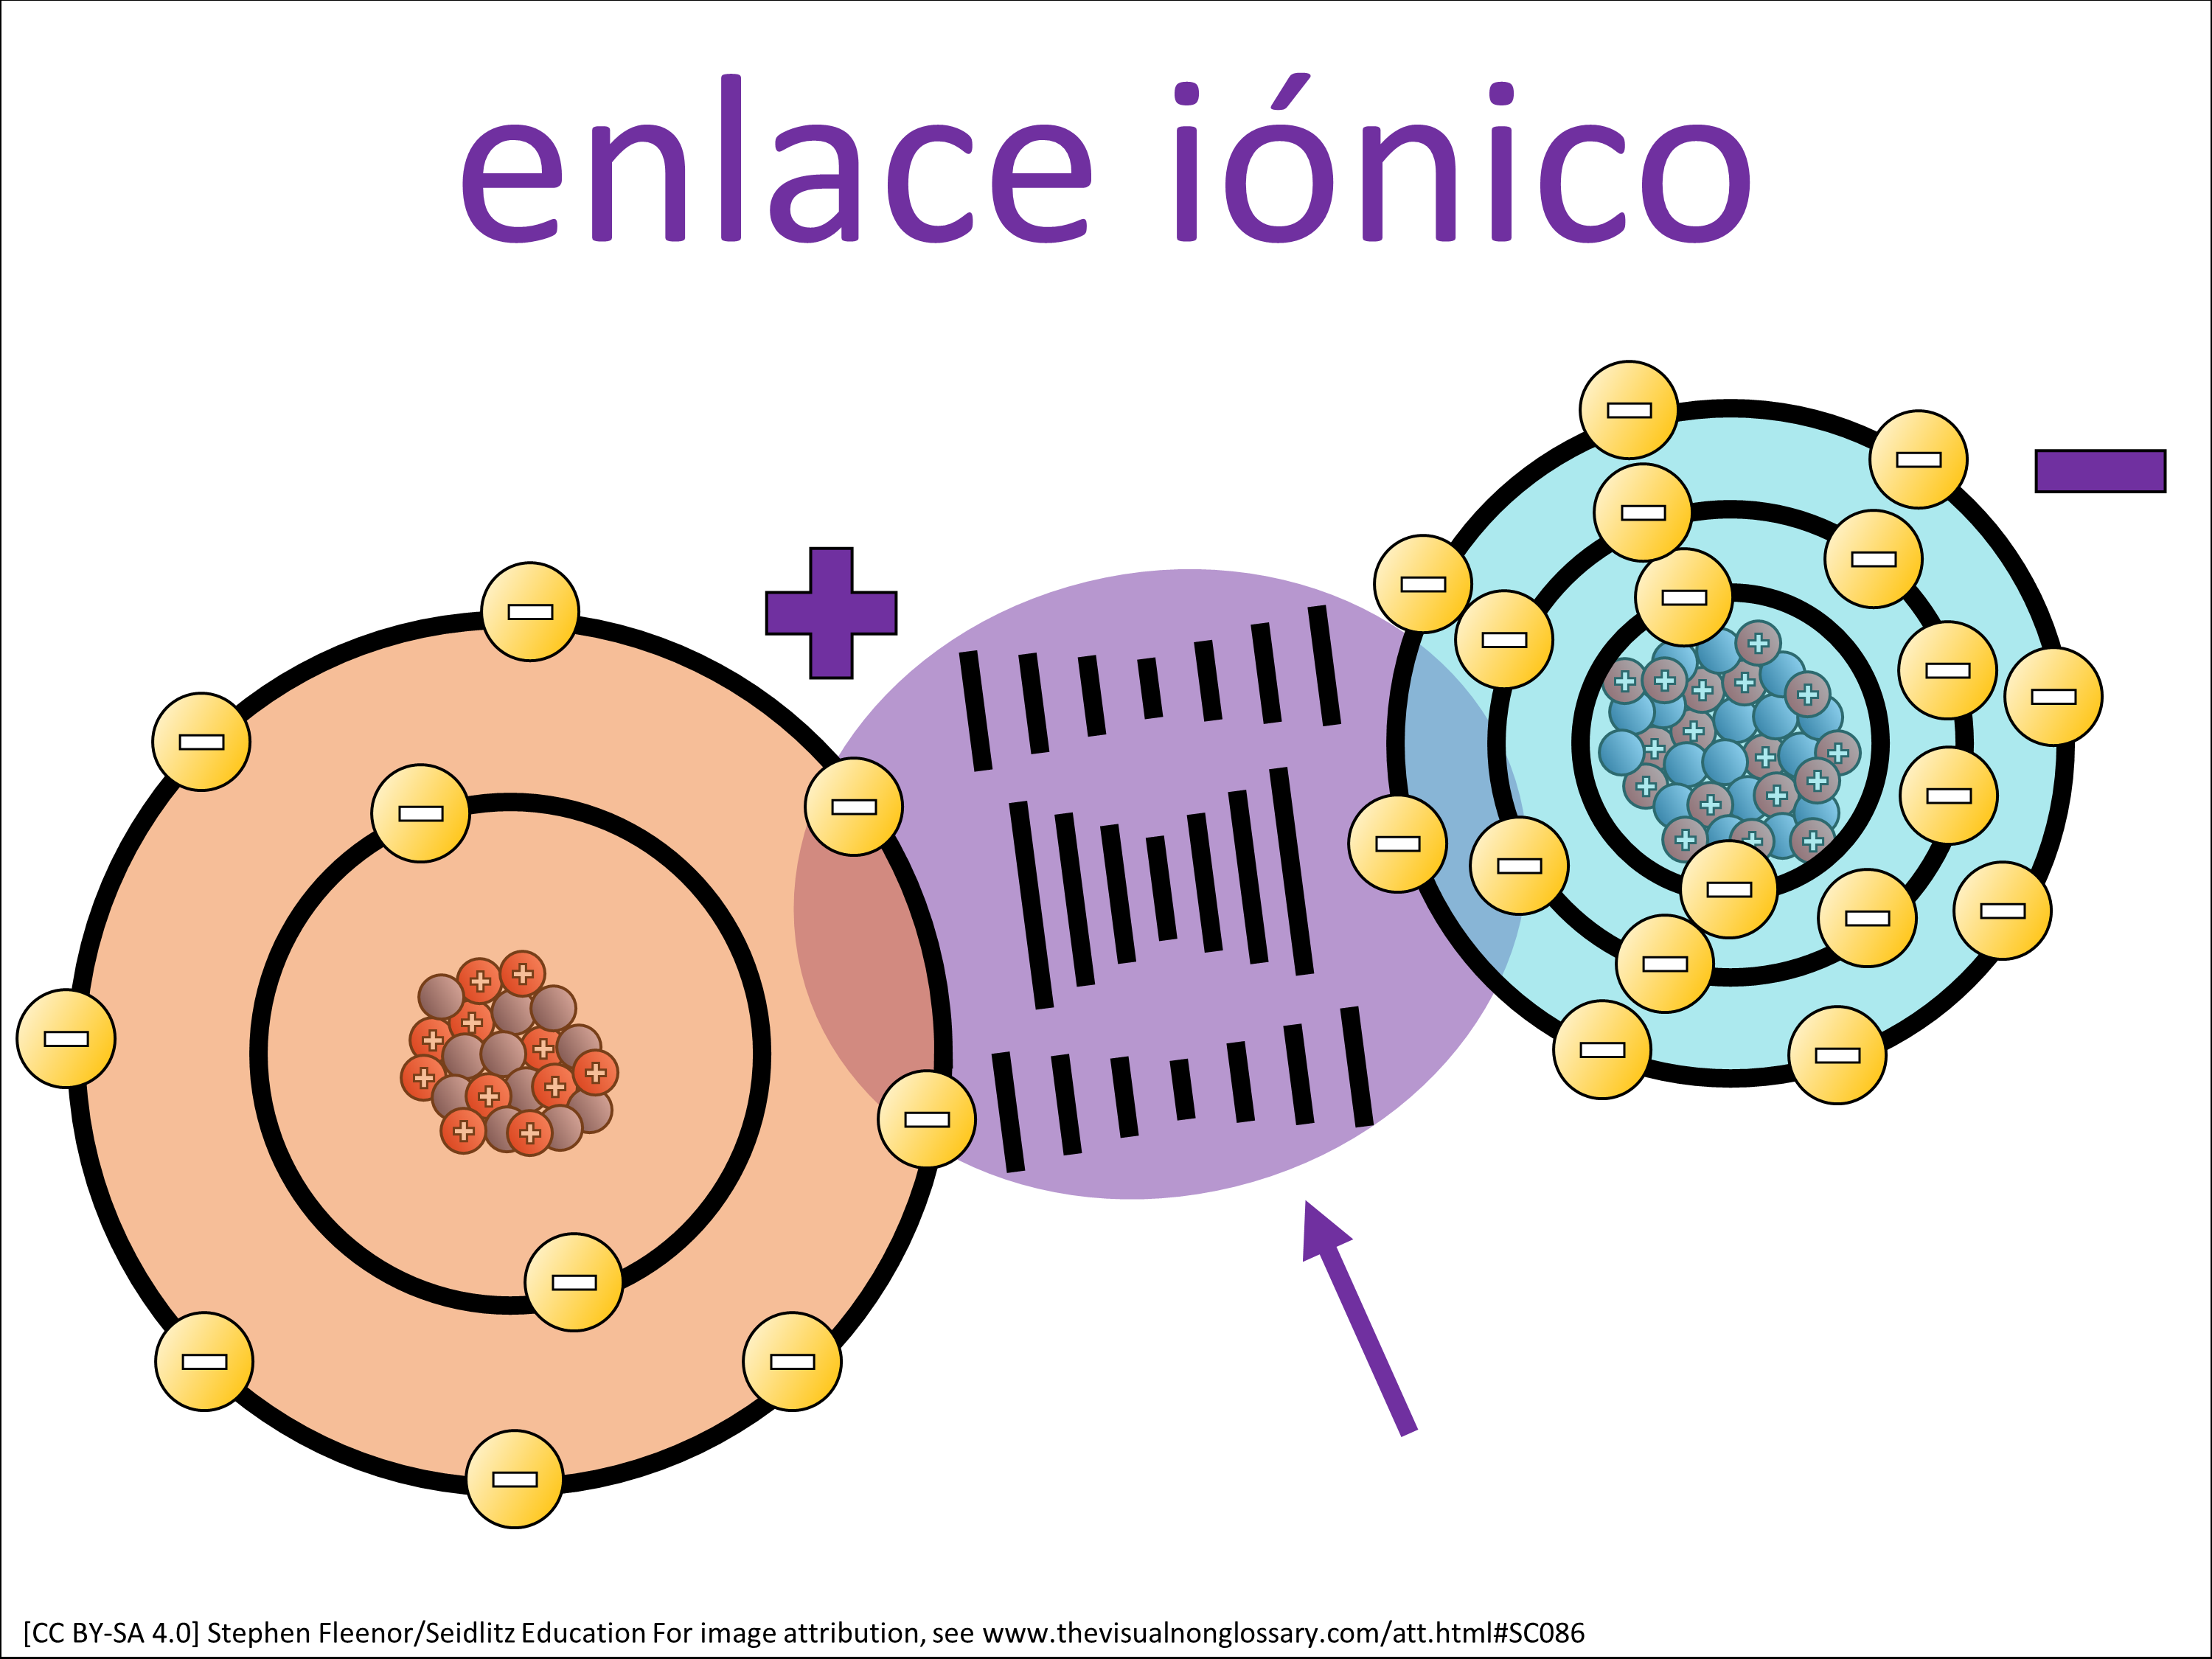 enlace iónico
[CC BY-SA 4.0] Stephen Fleenor/Seidlitz Education For image attribution, see www.thevisualnonglossary.com/att.html#SC086